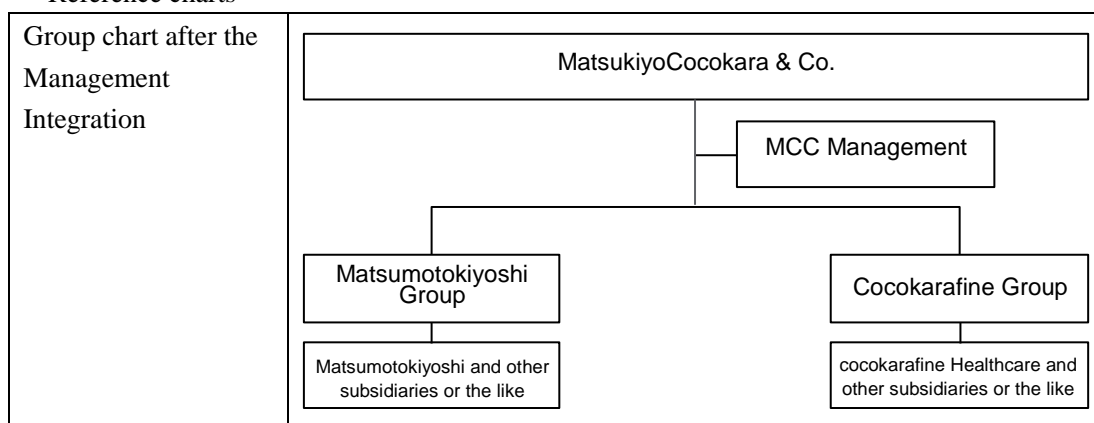 Reference charts
Group chart after the
Management
Integration
MatsukiyoCocokara & Co.
MCC Management
Matsumotokiyoshi
Group
Cocokarafine Group
Matsumotokiyoshi and other
subsidiaries or the like
cocokarafine Healthcare and
other subsidiaries or the like